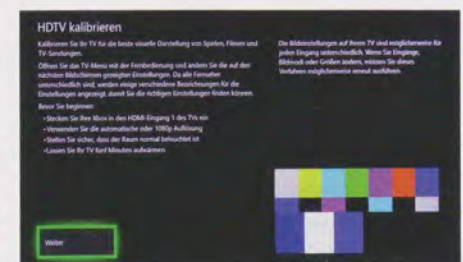 HDTV kalibrieren
Kalibrieren Sie Ihr TV für die beste visuelle Darstellung von Spielen, Filmen und
TV-Sendungen.
Öffnen Sie das TV-Menü mit der Fernbedienung und ändern Sie die auf den
nächsten Bildschirmen gezeigten Einstellungen. Da alle Fernseher
unterschiedlich sind, werden einige verschiedene Bezeichnungen für die
Einstellungen angezeigt, damit Sie die richtigen Einstellungen finden können.
Bevor Sie beginnen:
•Stecken Sie Ihre Xbox in den HDMI-Eingang 1 des TVs ein
•Verwenden Sie die automatische oder 1080p Auflösung
•Stellen Sie sicher, dass der Raum normal beleuchtet ist
•Lassen Sie Ihr TV fünf Minuten aufwärmen
Die Bildeinstellungen auf Ihrem TV sind möglicherweise für
jeden Eingang unterschiedlich. Wenn Sie Eingänge,
Bildmodi oder Größen ändern, müssen Sie dieses
Verfahren möglicherweise erneut ausführen.
Weiter